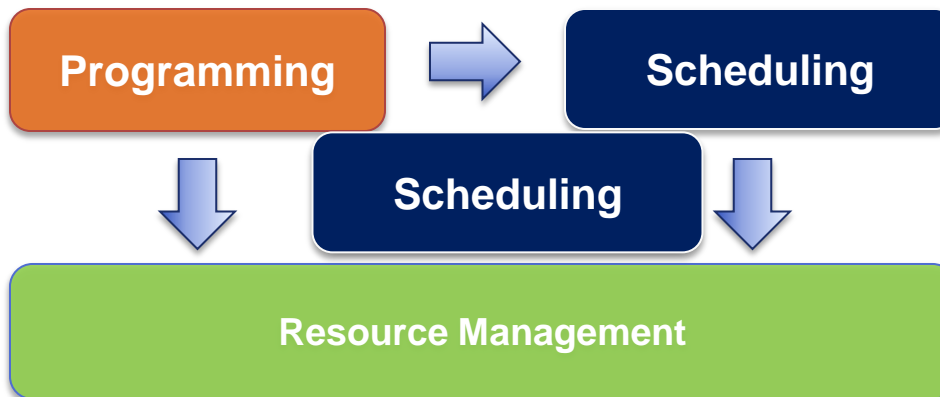 Programming
Scheduling
Scheduling
Resource Management